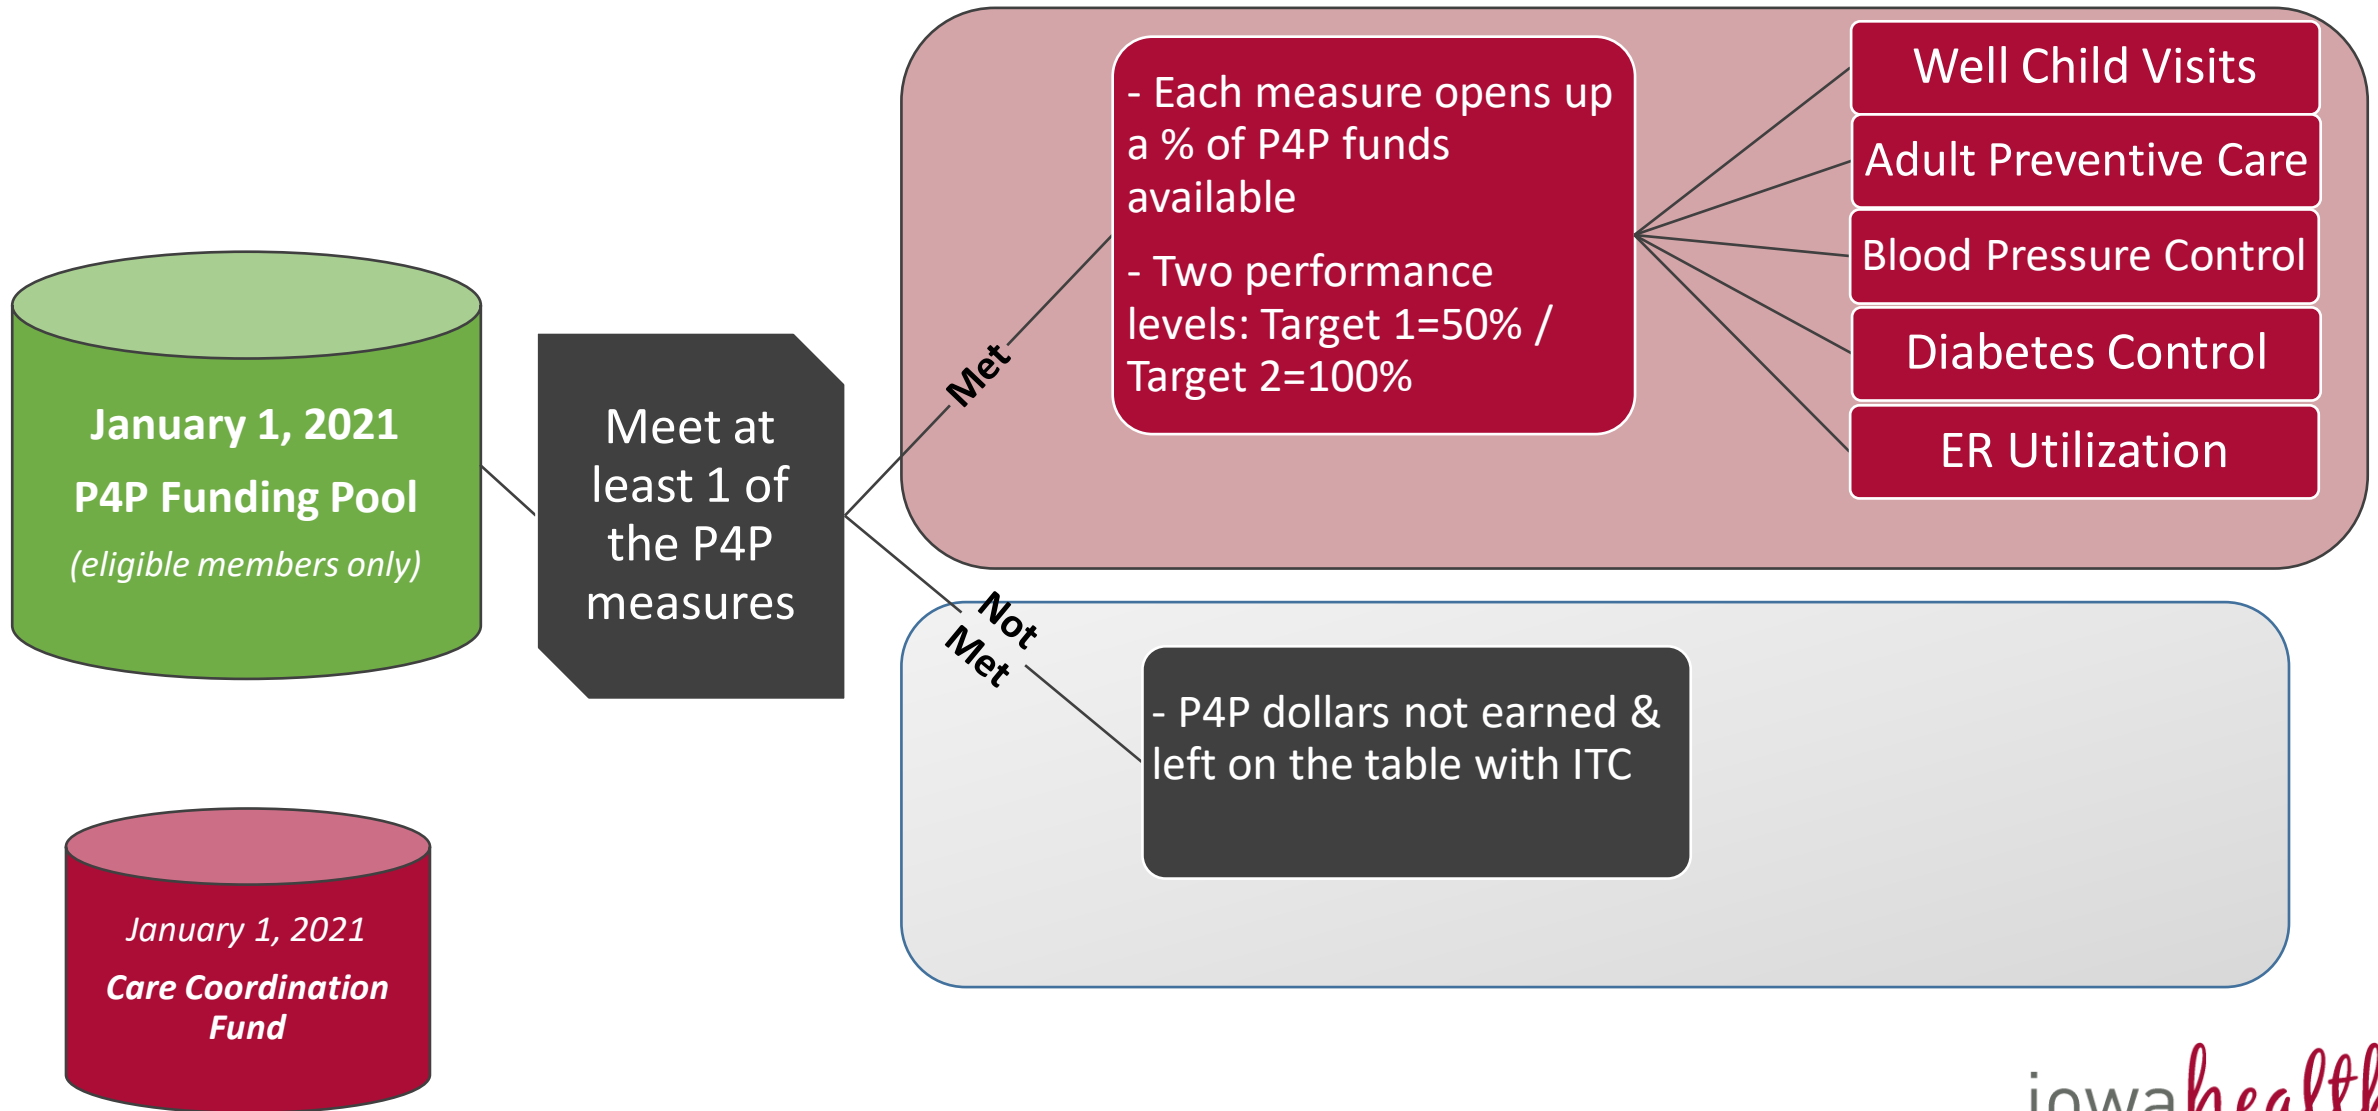 January 1, 2021
P4P Funding Pool
(eligible members only)
Meet at
least 1 of
the P4P
measures
Met
- Each measure opens up
a % of P4P funds
available
- Two performance
levels: Target 1=50% /
Target 2=100%
Well Child Visits
Adult Preventive Care
Blood Pressure Control
Diabetes Control
ER Utilization
Not
Met
- P4P dollars not earned &
left on the table with ITC
January 1, 2021
Care Coordination
Fund
iowahealth